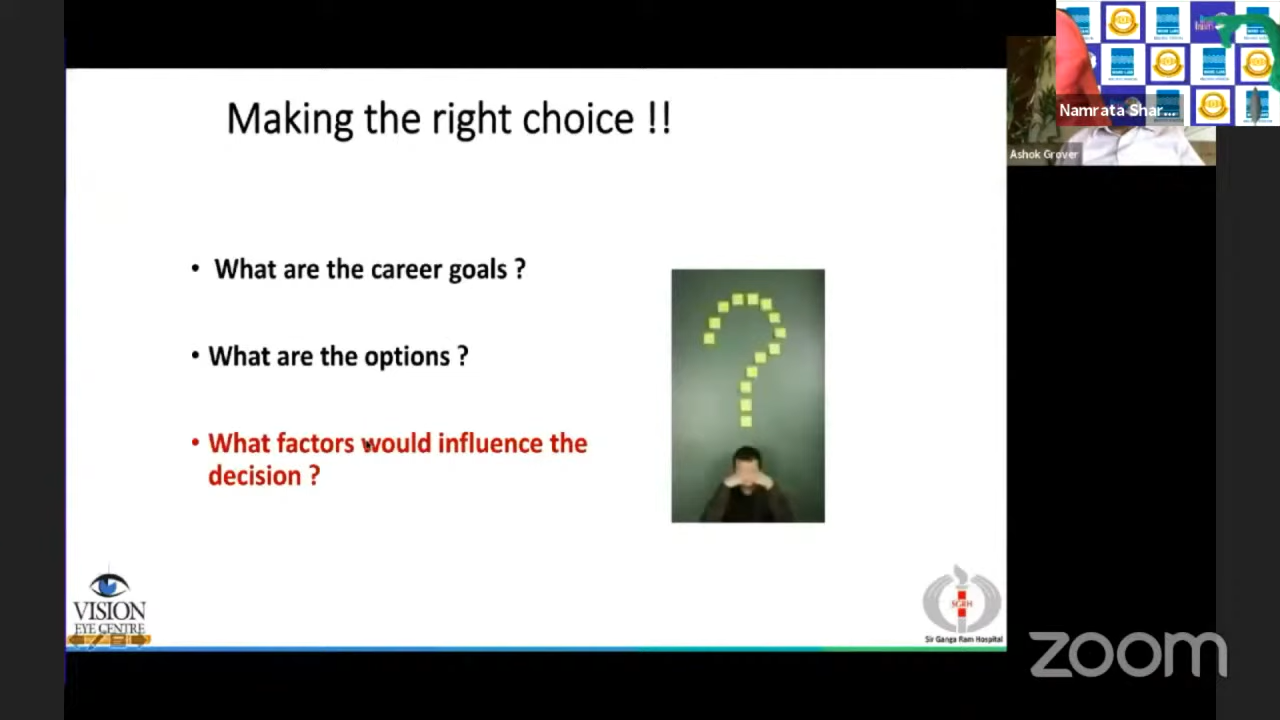 Making the right choice !!
• What are the career goals ?
• What are the options ?
• What factors would influence the
decision ?
VISION
EYE CENTRE
SGRH
Sir Ganga Ram Hospital
Namrata Shar...
Ashok Grover
zoom